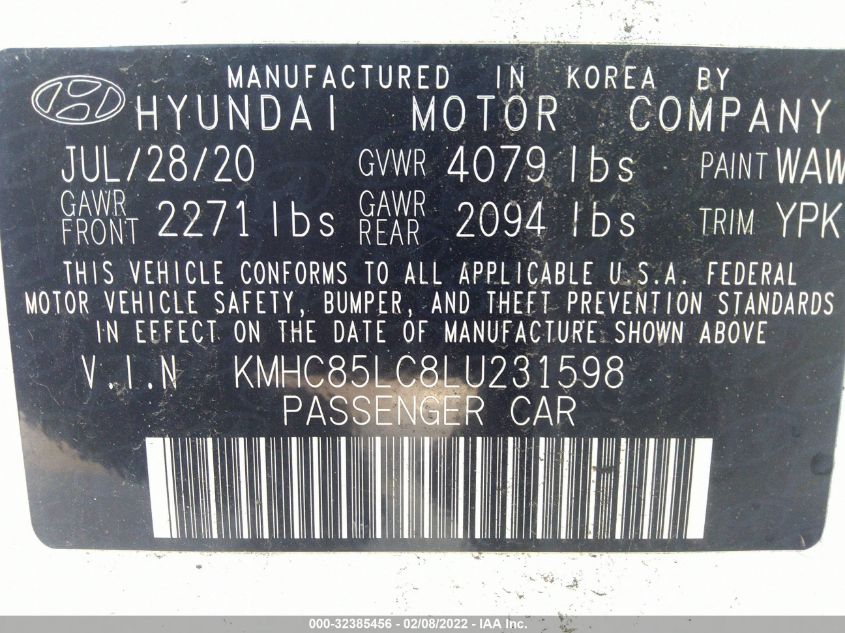 MANUFACTURED IN KOREA BY
HYUNDAI MOTOR COMPANY
JUL/28/20 GVWR 4079 lbs PAINT WAW
GAWR FRONT 2271 lbs GAWR REAR 2094 lbs TRIM YPK
THIS VEHICLE CONFORMS TO ALL APPLICABLE U.S.A. FEDERAL
MOTOR VEHICLE SAFETY, BUMPER, AND THEFT PREVENTION STANDARDS
IN EFFECT ON THE DATE OF MANUFACTURE SHOWN ABOVE
V.I.N KMHC85LC8LU231598
PASSENGER CAR
000-32385456 - 02/08/2022 - IAA Inc.